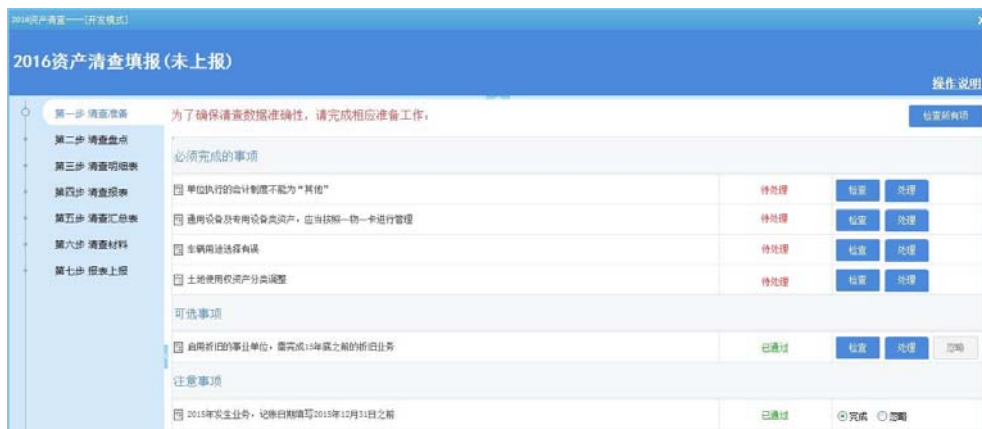 2016资产清查——[开发模式]
2016资产清查填报(未上报)
操作说明
第一步 清查准备
第二步 清查盘点
第三步 清查明细表
第四步 清查报表
第五步 清查汇总表
第六步 清查材料
第七步 报表上报
为了确保清查数据准确性，请完成相应准备工作：
检查所有项
必须完成的事项
单位执行的会计制度不能为“其他” 待处理 检查 处理
通用设备及专用设备类资产，应当按照一物一卡进行管理 待处理 检查 处理
车辆用途选择有误 待处理 检查 处理
土地使用权资产分类调整 待处理 检查 处理
可选事项
启用折旧的事业单位，需完成15年底之前的折旧业务 已通过 检查 处理 忽略
注意事项
2015年发生业务，记账日期填写2015年12月31日之前 已通过 完成 忽略